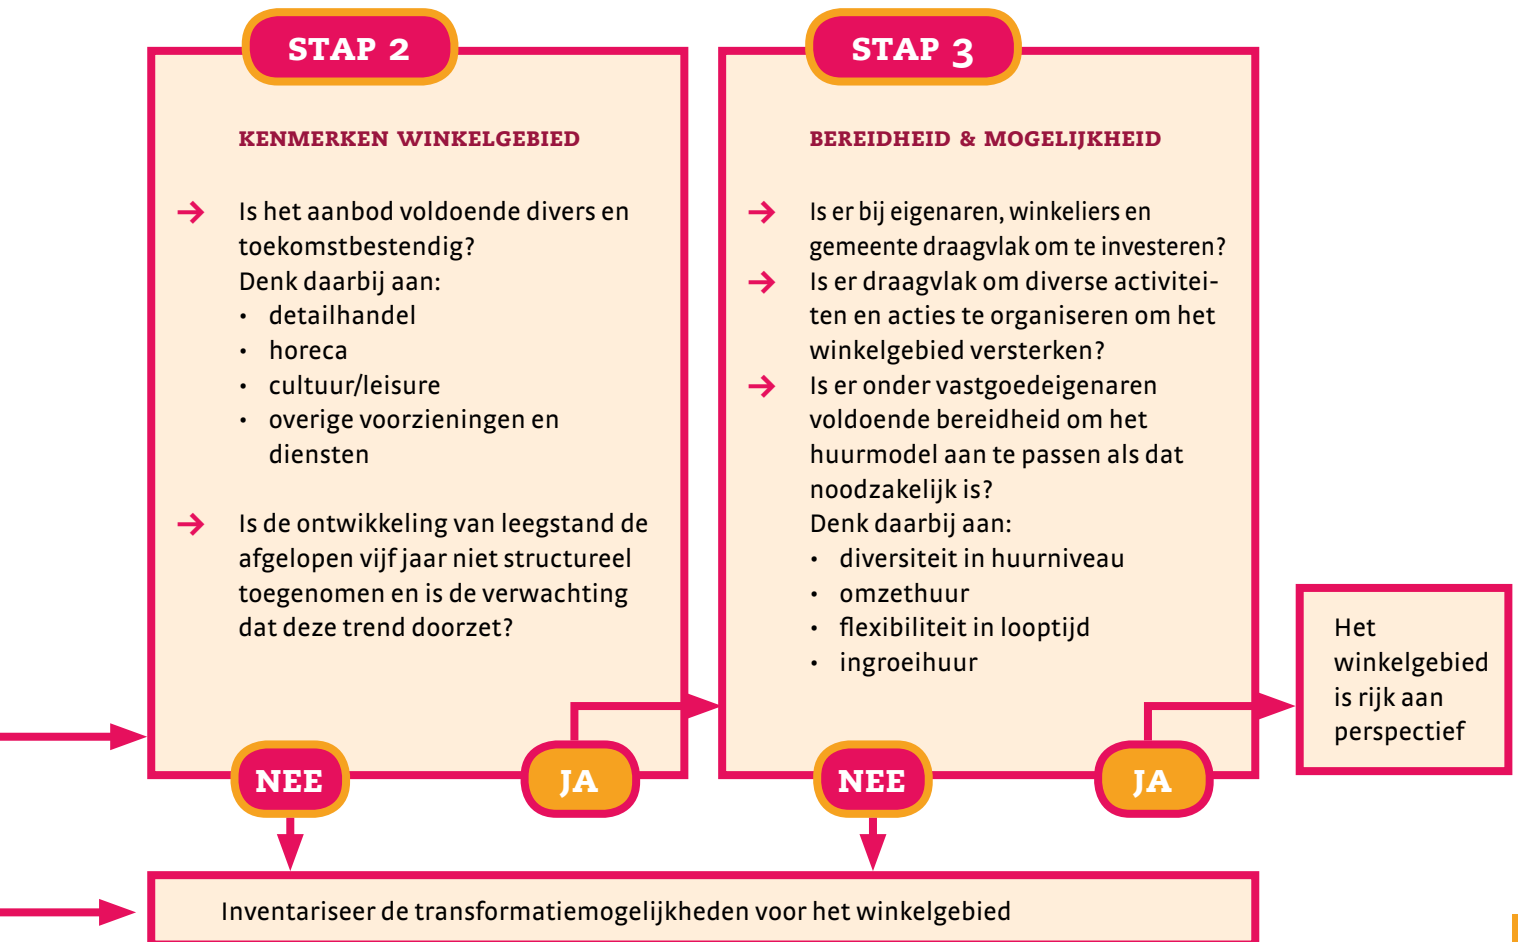 STAP 2
KENMERKEN WINKELGEBIED
→ Is het aanbod voldoende divers en
toekomstbestendig?
Denk daarbij aan:
• detailhandel
• horeca
• cultuur/leisure
• overige voorzieningen en
diensten
→ Is de ontwikkeling van leegstand de
afgelopen vijf jaar niet structureel
toegenomen en is de verwachting
dat deze trend doorzet?
NEE
JA
STAP 3
BEREIDHEID & MOGELIJKHEID
→ Is er bij eigenaren, winkeliers en
gemeente draagvlak om te investeren?
→ Is er draagvlak om diverse activitei-
ten en acties te organiseren om het
winkelgebied versterken?
→ Is er onder vastgoedeigenaren
voldoende bereidheid om het
huurmodel aan te passen als dat
noodzakelijk is?
Denk daarbij aan:
• diversiteit in huurniveau
• omzethuur
• flexibiliteit in looptijd
• ingroeihuur
NEE
JA
Het
winkelgebied
is rijk aan
perspectief
Inventariseer de transformatiemogelijkheden voor het winkelgebied